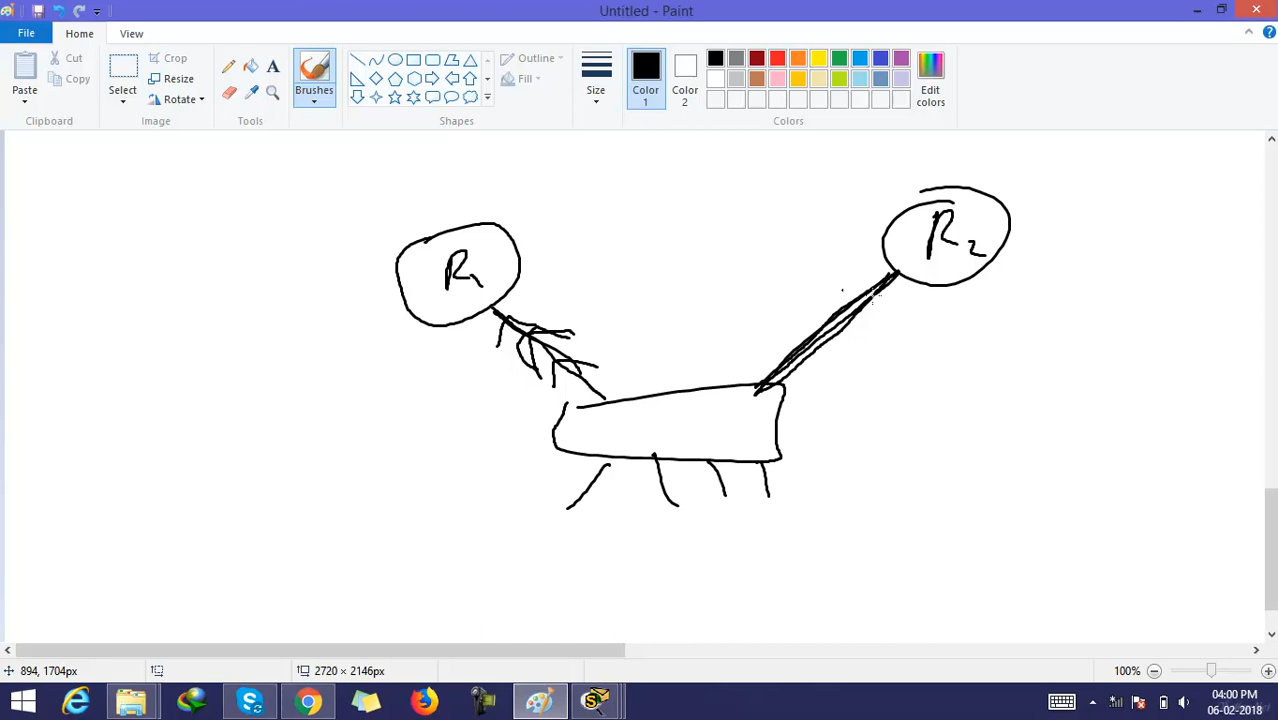 Untitled - Paint
File
Home
View
Paste
Cut
Copy
Clipboard
Select
Crop
Resize
Rotate
Image
A
Tools
Brushes
Outline
Fill
Shapes
Size
Color 1
Color 2
Edit colors
Colors
R1
R2
894, 1704px
2720 × 2146px
100%
04:00 PM
06-02-2018